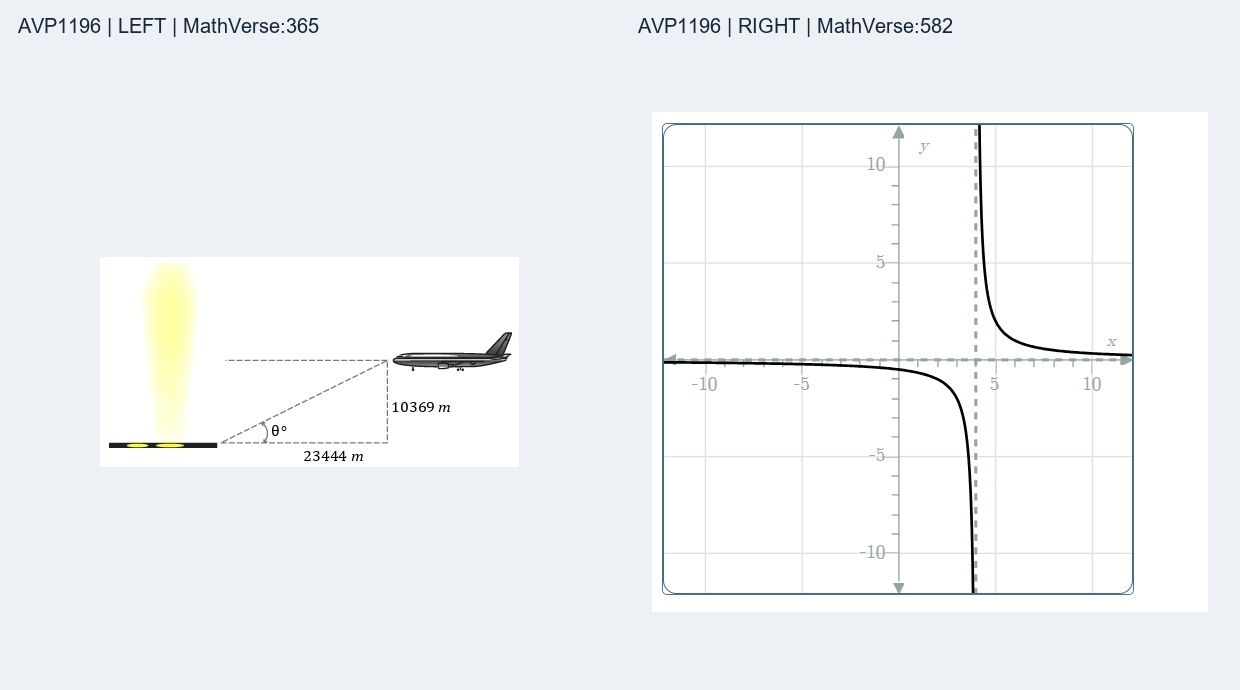 AVP1196 | LEFT | MathVerse:365
AVP1196 | RIGHT | MathVerse:582
10369 m
θ°
23444 m
y
10
5
x
-10
-5
5
10
-5
-10